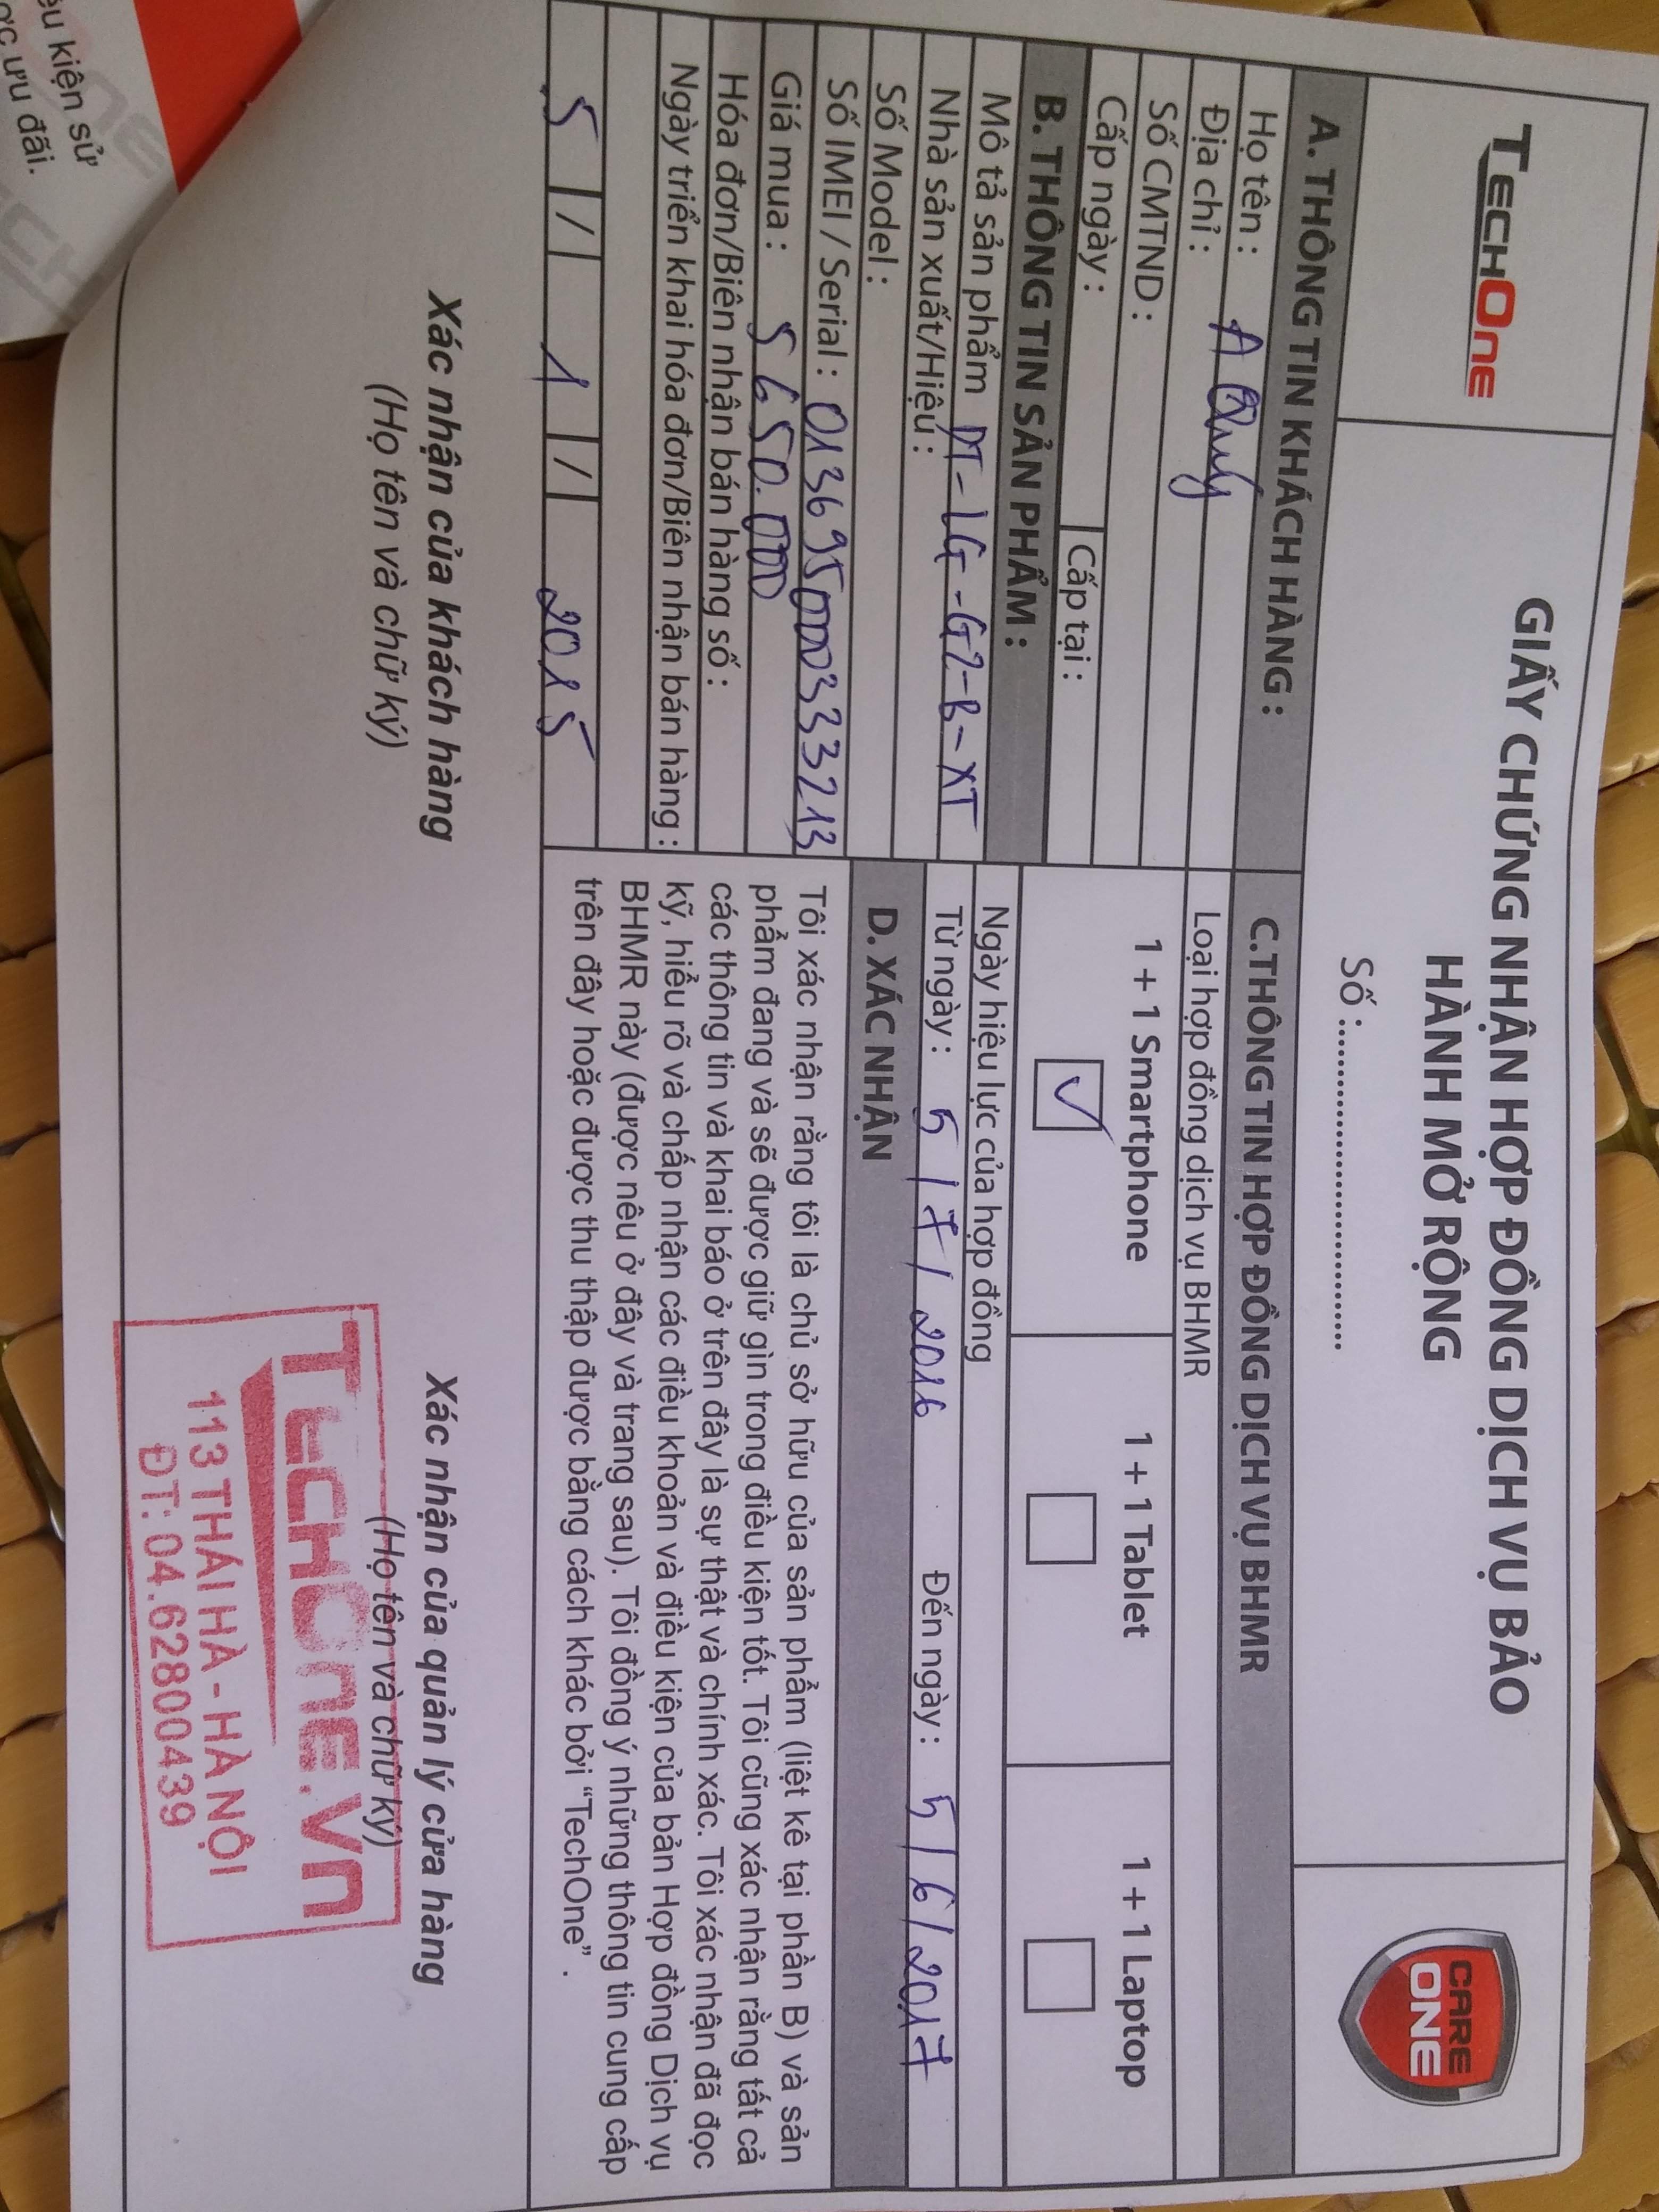 TECHONE
GIẤY CHỨNG NHẬN HỢP ĐỒNG DỊCH VỤ BẢO
HÀNH MỞ RỘNG
Số :
CARE
ONE
A. THÔNG TIN KHÁCH HÀNG :
Họ tên :
Địa chỉ : A Quý
Số CMTND :
Cấp ngày :
Cấp tại :
B. THÔNG TIN SẢN PHẨM :
Mô tả sản phẩm ĐT-LG-G2-B-XT
Nhà sản xuất/Hiệu :
Số Model :
Số IMEI / Serial : 013695000333213
Giá mua : 5650.000
Hóa đơn/Biên nhận bán hàng số :
Ngày triển khai hóa đơn/Biên nhận bán hàng :
5 / 1 / 2015
C.THÔNG TIN HỢP ĐỒNG DỊCH VỤ BHMR
Loại hợp đồng dịch vụ BHMR
1 + 1 Smartphone
1 + 1 Tablet
1 + 1 Laptop
Ngày hiệu lực của hợp đồng
Từ ngày : 5 / 7 / 2016 Đến ngày : 5 / 6 / 2017
D. XÁC NHẬN
Tôi xác nhận rằng tôi là chủ sở hữu của sản phẩm (liệt kê tại phần B) và sản
phẩm đang và sẽ được giữ gìn trong điều kiện tốt. Tôi cũng xác nhận rằng tất cả
các thông tin và khai báo ở trên đây là sự thật và chính xác. Tôi xác nhận đã đọc
kỹ, hiểu rõ và chấp nhận các điều khoản và điều kiện của bản Hợp đồng Dịch vụ
BHMR này (được nêu ở đây và trang sau). Tôi đồng ý những thông tin cung cấp
trên đây hoặc được thu thập được bằng cách khác bởi “TechOne” .
Xác nhận của khách hàng
(Họ tên và chữ ký)
Xác nhận của quản lý cửa hàng
(Họ tên và chữ ký)
TECHONE.Vn
113 THÁI HÀ - HÀ NỘI
ĐT: 04.62800439
kiện sử
ưu đãi.